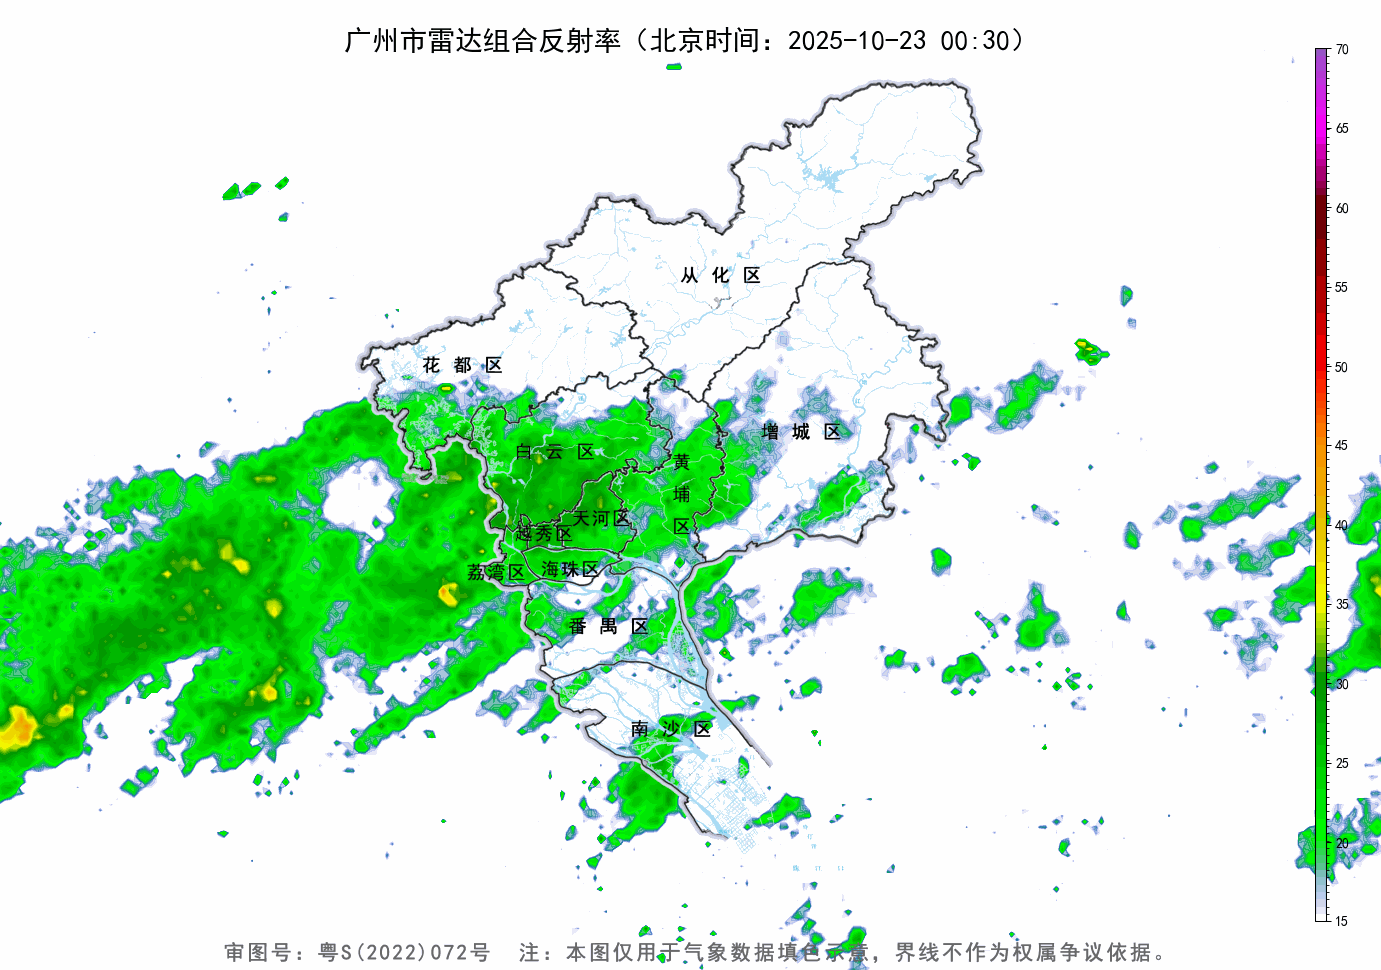 广州市雷达组合反射率（北京时间：2025-10-23 00:30）
70
65
60
55
50
45
40
35
30
25
20
15
从化区
花都区
增城区
白云区
黄埔区
天河区
越秀区
荔湾区
海珠区
番禺区
南沙区
审图号：粤S(2022)072号 注：本图仅用于气象数据填色示意，界线不作为权属争议依据。